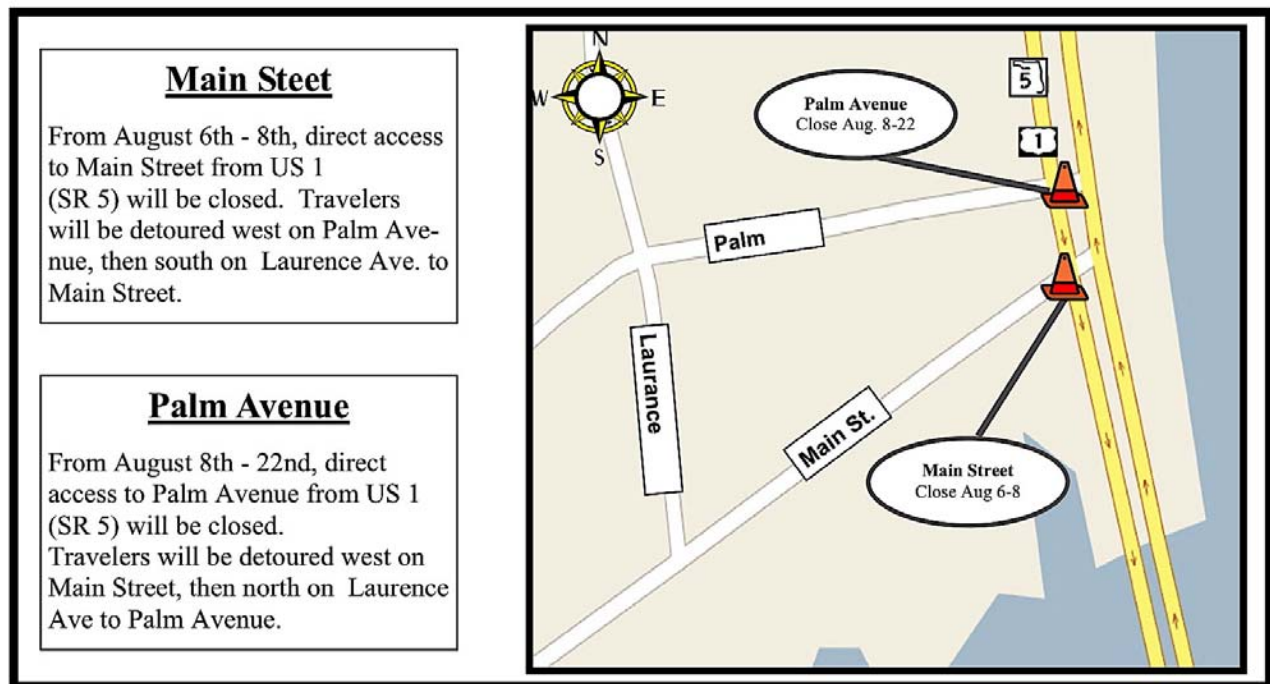 Main Steet
From August 6th - 8th, direct access
to Main Street from US 1
(SR 5) will be closed.  Travelers
will be detoured west on Palm Ave-
nue, then south on  Laurence Ave. to
Main Street.
Palm Avenue
From August 8th - 22nd, direct
access to Palm Avenue from US 1
(SR 5) will be closed.
Travelers will be detoured west on
Main Street, then north on  Laurence
Ave to Palm Avenue.
N
W
E
S
5
1
Palm Avenue
Close Aug. 8-22
Palm
Laurance
Main St.
Main Street
Close Aug 6-8